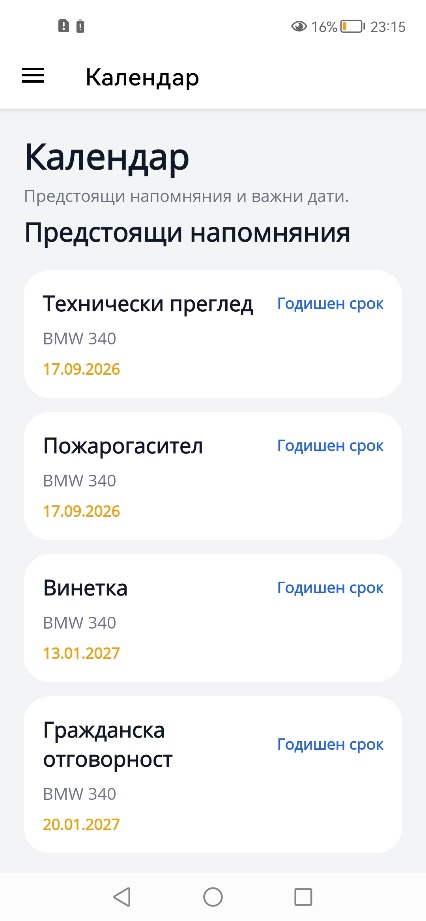 16% 23:15
Календар
Календар
Предстоящи напомняния и важни дати.
Предстоящи напомняния
Технически преглед Годишен срок
BMW 340
17.09.2026
Пожарогасител Годишен срок
BMW 340
17.09.2026
Винетка Годишен срок
BMW 340
13.01.2027
Гражданска
отговорност Годишен срок
BMW 340
20.01.2027